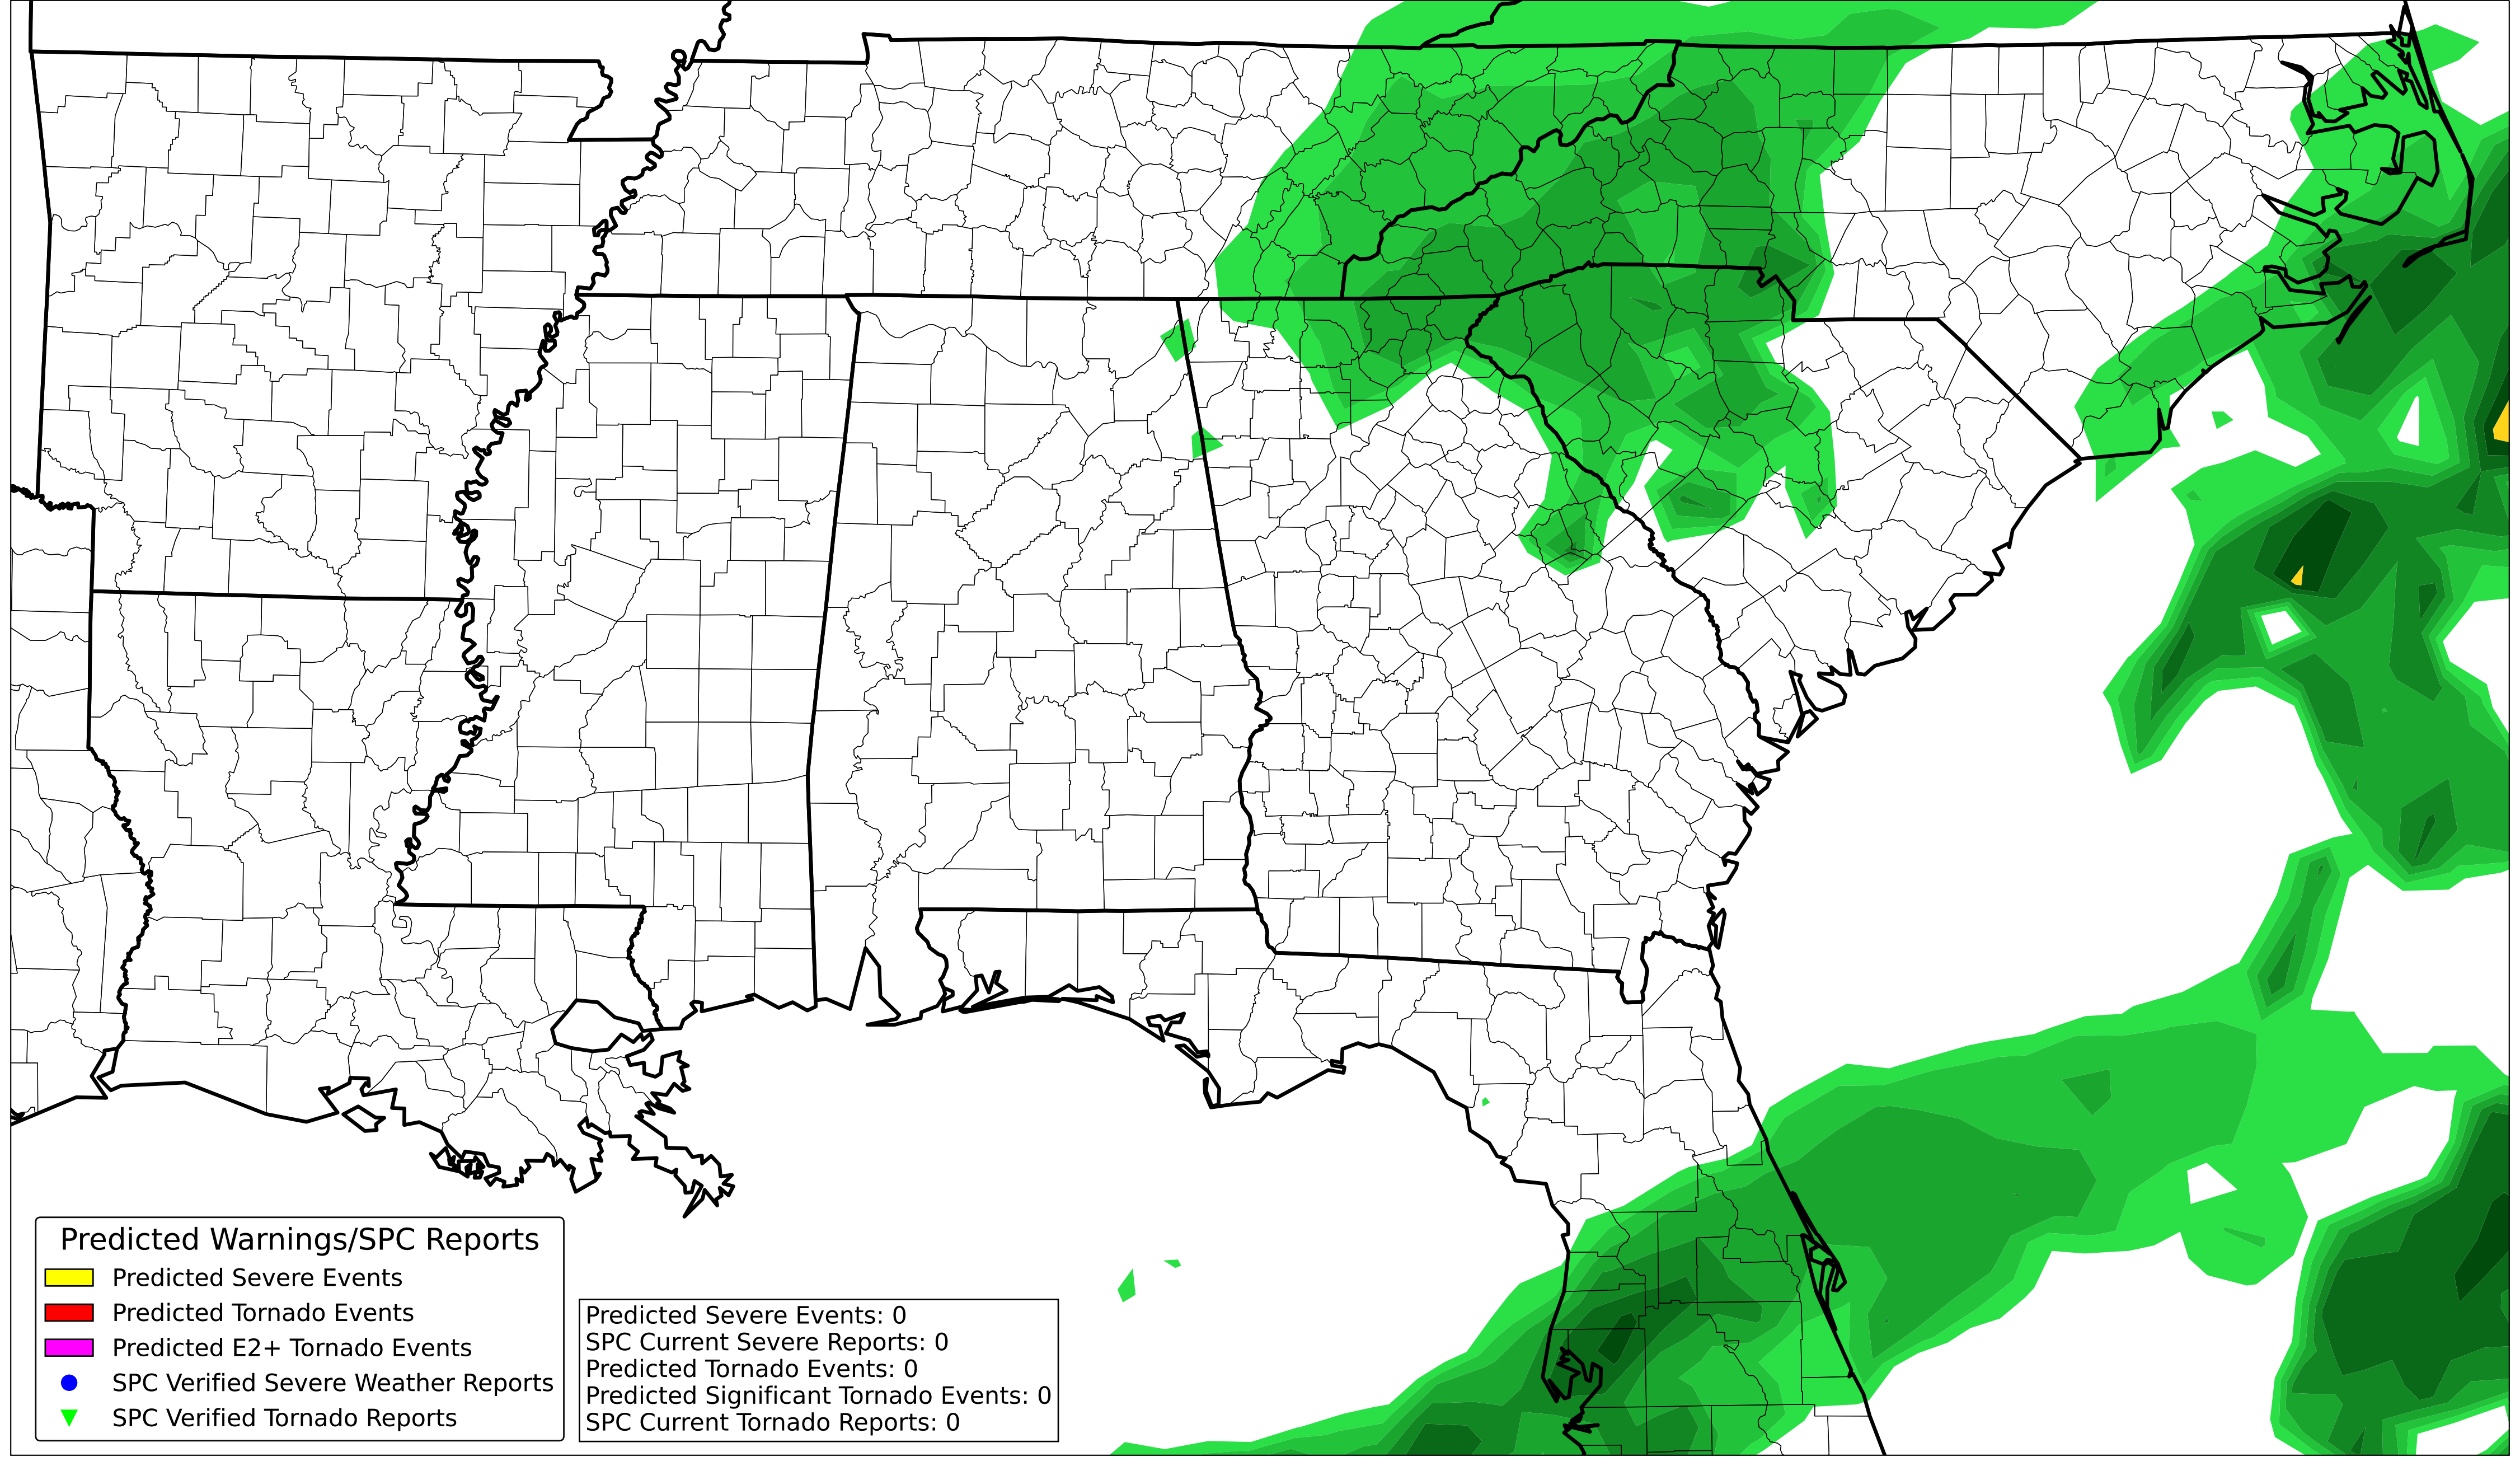 Predicted Warnings/SPC Reports
Predicted Severe Events
Predicted Tornado Events
Predicted E2+ Tornado Events
SPC Verified Severe Weather Reports
SPC Verified Tornado Reports
Predicted Severe Events: 0
SPC Current Severe Reports: 0
Predicted Tornado Events: 0
Predicted Significant Tornado Events: 0
SPC Current Tornado Reports: 0